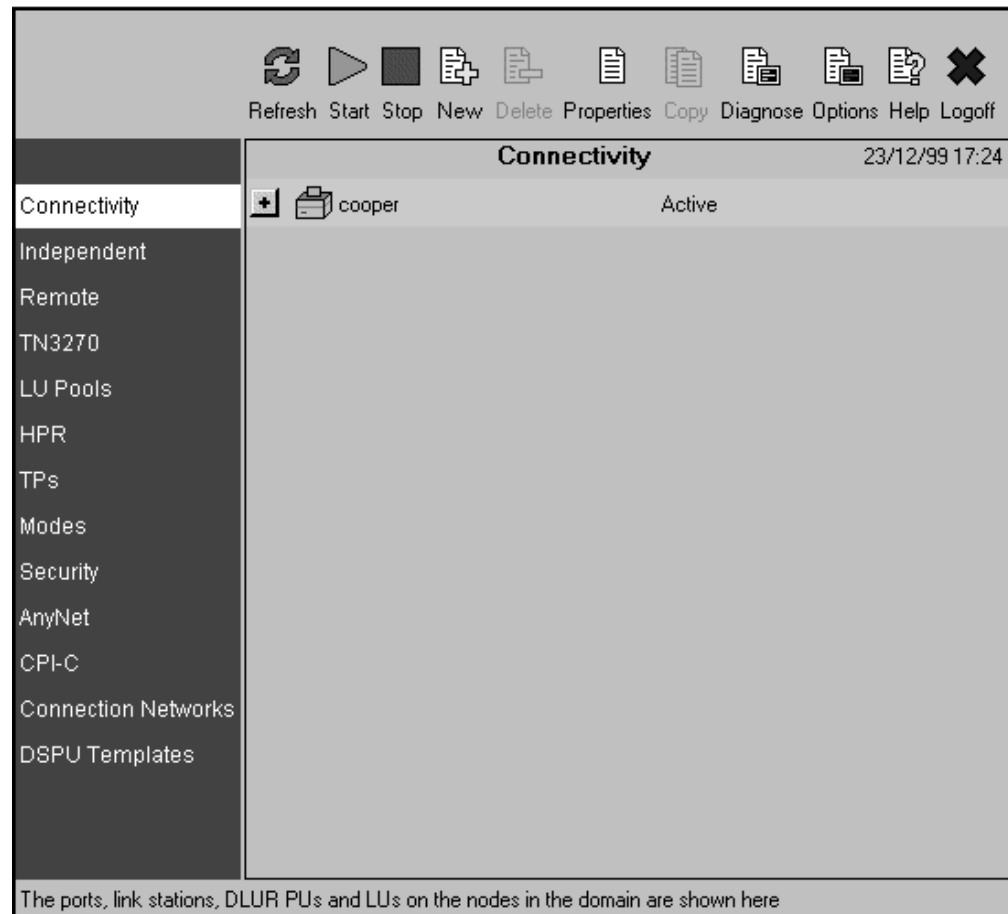 Refresh Start Stop New Delete Properties Copy Diagnose Options Help Logoff
Connectivity 23/12/99 17:24
Connectivity
cooper Active
Independent
Remote
TN3270
LU Pools
HPR
TPs
Modes
Security
AnyNet
CPI-C
Connection Networks
DSPU Templates
The ports, link stations, DLUR PUs and LUs on the nodes in the domain are shown here